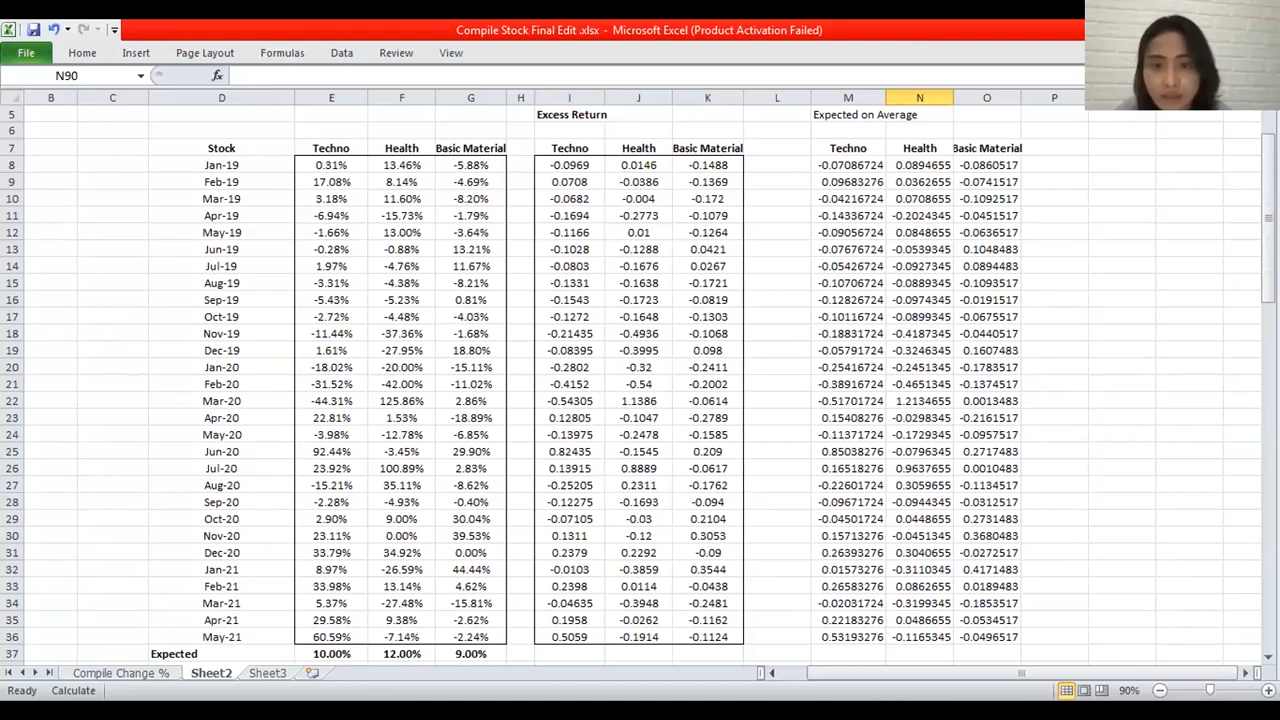 Compile Stock Final Edit .xlsx - Microsoft Excel (Product Activation Failed)
File Home Insert Page Layout Formulas Data Review View
N90 fx
B C D E F G H I J K L M N O P
5 Excess Return Expected on Average
6
7 Stock Techno Health Basic Material Techno Health Basic Material Techno Health Basic Material
8 Jan-19 0.31% 13.46% -5.88% -0.0969 0.0146 -0.1488 -0.07086724 0.0894655 -0.0860517
9 Feb-19 17.08% 8.14% -4.69% 0.0708 -0.0386 -0.1369 0.09683276 0.0362655 -0.0741517
10 Mar-19 3.18% 11.60% -8.20% -0.0682 -0.004 -0.172 -0.04216724 0.0708655 -0.1092517
11 Apr-19 -6.94% -15.73% -1.79% -0.1694 -0.2773 -0.1079 -0.14336724 -0.2024345 -0.0451517
12 May-19 -1.66% 13.00% -3.64% -0.1166 0.01 -0.1264 -0.09056724 0.0848655 -0.0636517
13 Jun-19 -0.28% -0.88% 13.21% -0.1028 -0.1288 0.0421 -0.07676724 -0.0539345 0.1048483
14 Jul-19 1.97% -4.76% 11.67% -0.0803 -0.1676 0.0267 -0.05426724 -0.0927345 0.0894483
15 Aug-19 -3.31% -4.38% -8.21% -0.1331 -0.1638 -0.1721 -0.10706724 -0.0889345 -0.1093517
16 Sep-19 -5.43% -5.23% 0.81% -0.1543 -0.1723 -0.0819 -0.12826724 -0.0974345 -0.0191517
17 Oct-19 -2.72% -4.48% -4.03% -0.1272 -0.1648 -0.1303 -0.10116724 -0.0899345 -0.0675517
18 Nov-19 -11.44% -37.36% -1.68% -0.21435 -0.4936 -0.1068 -0.18831724 -0.4187345 -0.0440517
19 Dec-19 1.61% -27.95% 18.80% -0.08395 -0.3995 0.098 -0.05791724 -0.3246345 0.1607483
20 Jan-20 -18.02% -20.00% -15.11% -0.2802 -0.32 -0.2411 -0.25416724 -0.2451345 -0.1783517
21 Feb-20 -31.52% -42.00% -11.02% -0.4152 -0.54 -0.2002 -0.38916724 -0.4651345 -0.1374517
22 Mar-20 -44.31% 125.86% 2.86% -0.54305 1.1386 -0.0614 -0.51701724 1.2134655 0.0013483
23 Apr-20 22.81% 1.53% -18.89% 0.12805 -0.1047 -0.2789 0.15408276 -0.0298345 -0.2161517
24 May-20 -3.98% -12.78% -6.85% -0.13975 -0.2478 -0.1585 -0.11371724 -0.1729345 -0.0957517
25 Jun-20 92.44% -3.45% 29.90% 0.82435 -0.1545 0.209 0.85038276 -0.0796345 0.2717483
26 Jul-20 23.92% 100.89% 2.83% 0.13915 0.8889 -0.0617 0.16518276 0.9637655 0.0010483
27 Aug-20 -15.21% 35.11% -8.62% -0.25205 0.2311 -0.1762 -0.22601724 0.3059655 -0.1134517
28 Sep-20 -2.28% -4.93% -0.40% -0.12275 -0.1693 -0.094 -0.09671724 -0.0944345 -0.0312517
29 Oct-20 2.90% 9.00% 30.04% -0.07105 -0.03 0.2104 -0.04501724 0.0448655 0.2731483
30 Nov-20 23.11% 0.00% 39.53% 0.1311 -0.12 0.3053 0.15713276 -0.0451345 0.3680483
31 Dec-20 33.79% 34.92% 0.00% 0.2379 0.2292 -0.09 0.26393276 0.3040655 -0.0272517
32 Jan-21 8.97% -26.59% 44.44% -0.0103 -0.3859 0.3544 0.01573276 -0.3110345 0.4171483
33 Feb-21 33.98% 13.14% 4.62% 0.2398 0.0114 -0.0438 0.26583276 0.0862655 0.0189483
34 Mar-21 5.37% -27.48% -15.81% -0.04635 -0.3948 -0.2481 -0.02031724 -0.3199345 -0.1853517
35 Apr-21 29.58% 9.38% -2.62% 0.1958 -0.0262 -0.1162 0.22183276 0.0486655 -0.0534517
36 May-21 60.59% -7.14% -2.24% 0.5059 -0.1914 -0.1124 0.53193276 -0.1165345 -0.0496517
37 Expected 10.00% 12.00% 9.00%
Compile Change % Sheet2 Sheet3
Ready Calculate 90%